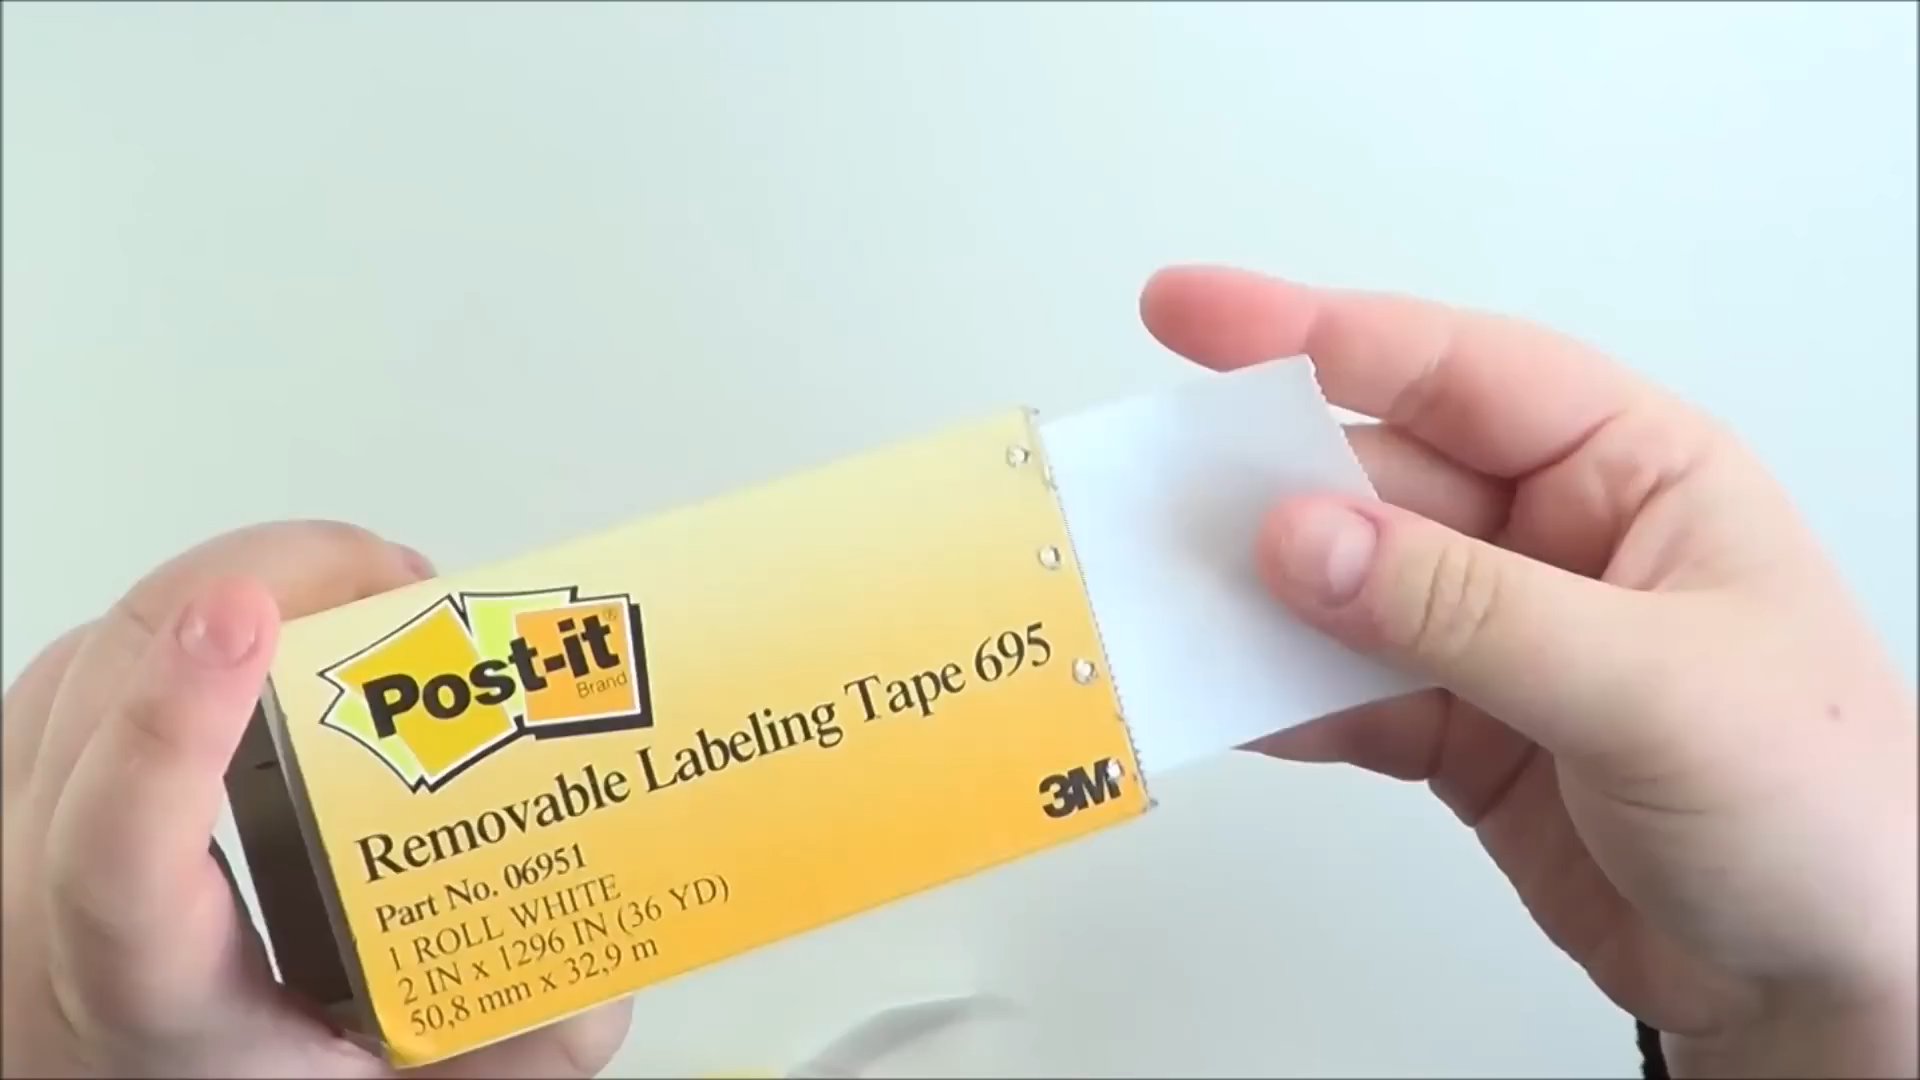 Post-it®
Brand
Removable Labeling Tape 695
3M
Part No. 06951
1 ROLL WHITE
2 IN x 1296 IN (36 YD)
50,8 mm x 32,9 m